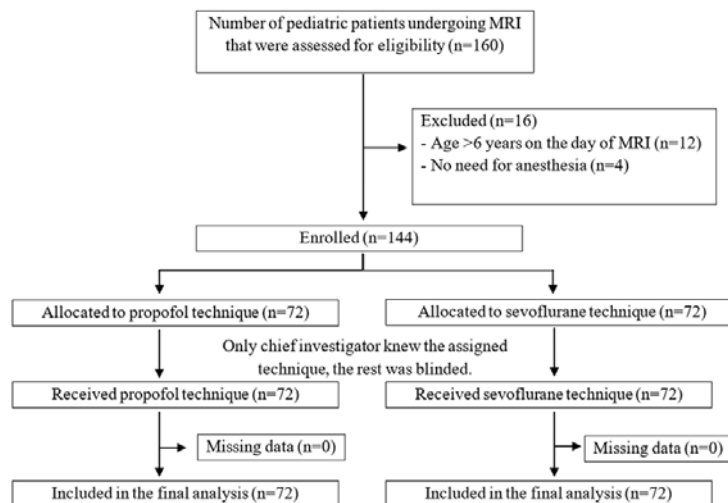 Number of pediatric patients undergoing MRI
that were assessed for eligibility (n=160)
Excluded (n=16)
- Age >6 years on the day of MRI (n=12)
- No need for anesthesia (n=4)
Enrolled (n=144)
Allocated to propofol technique (n=72)
Allocated to sevoflurane technique (n=72)
Only chief investigator knew the assigned
technique, the rest was blinded.
Received propofol technique (n=72)
Received sevoflurane technique (n=72)
Missing data (n=0)
Missing data (n=0)
Included in the final analysis (n=72)
Included in the final analysis (n=72)